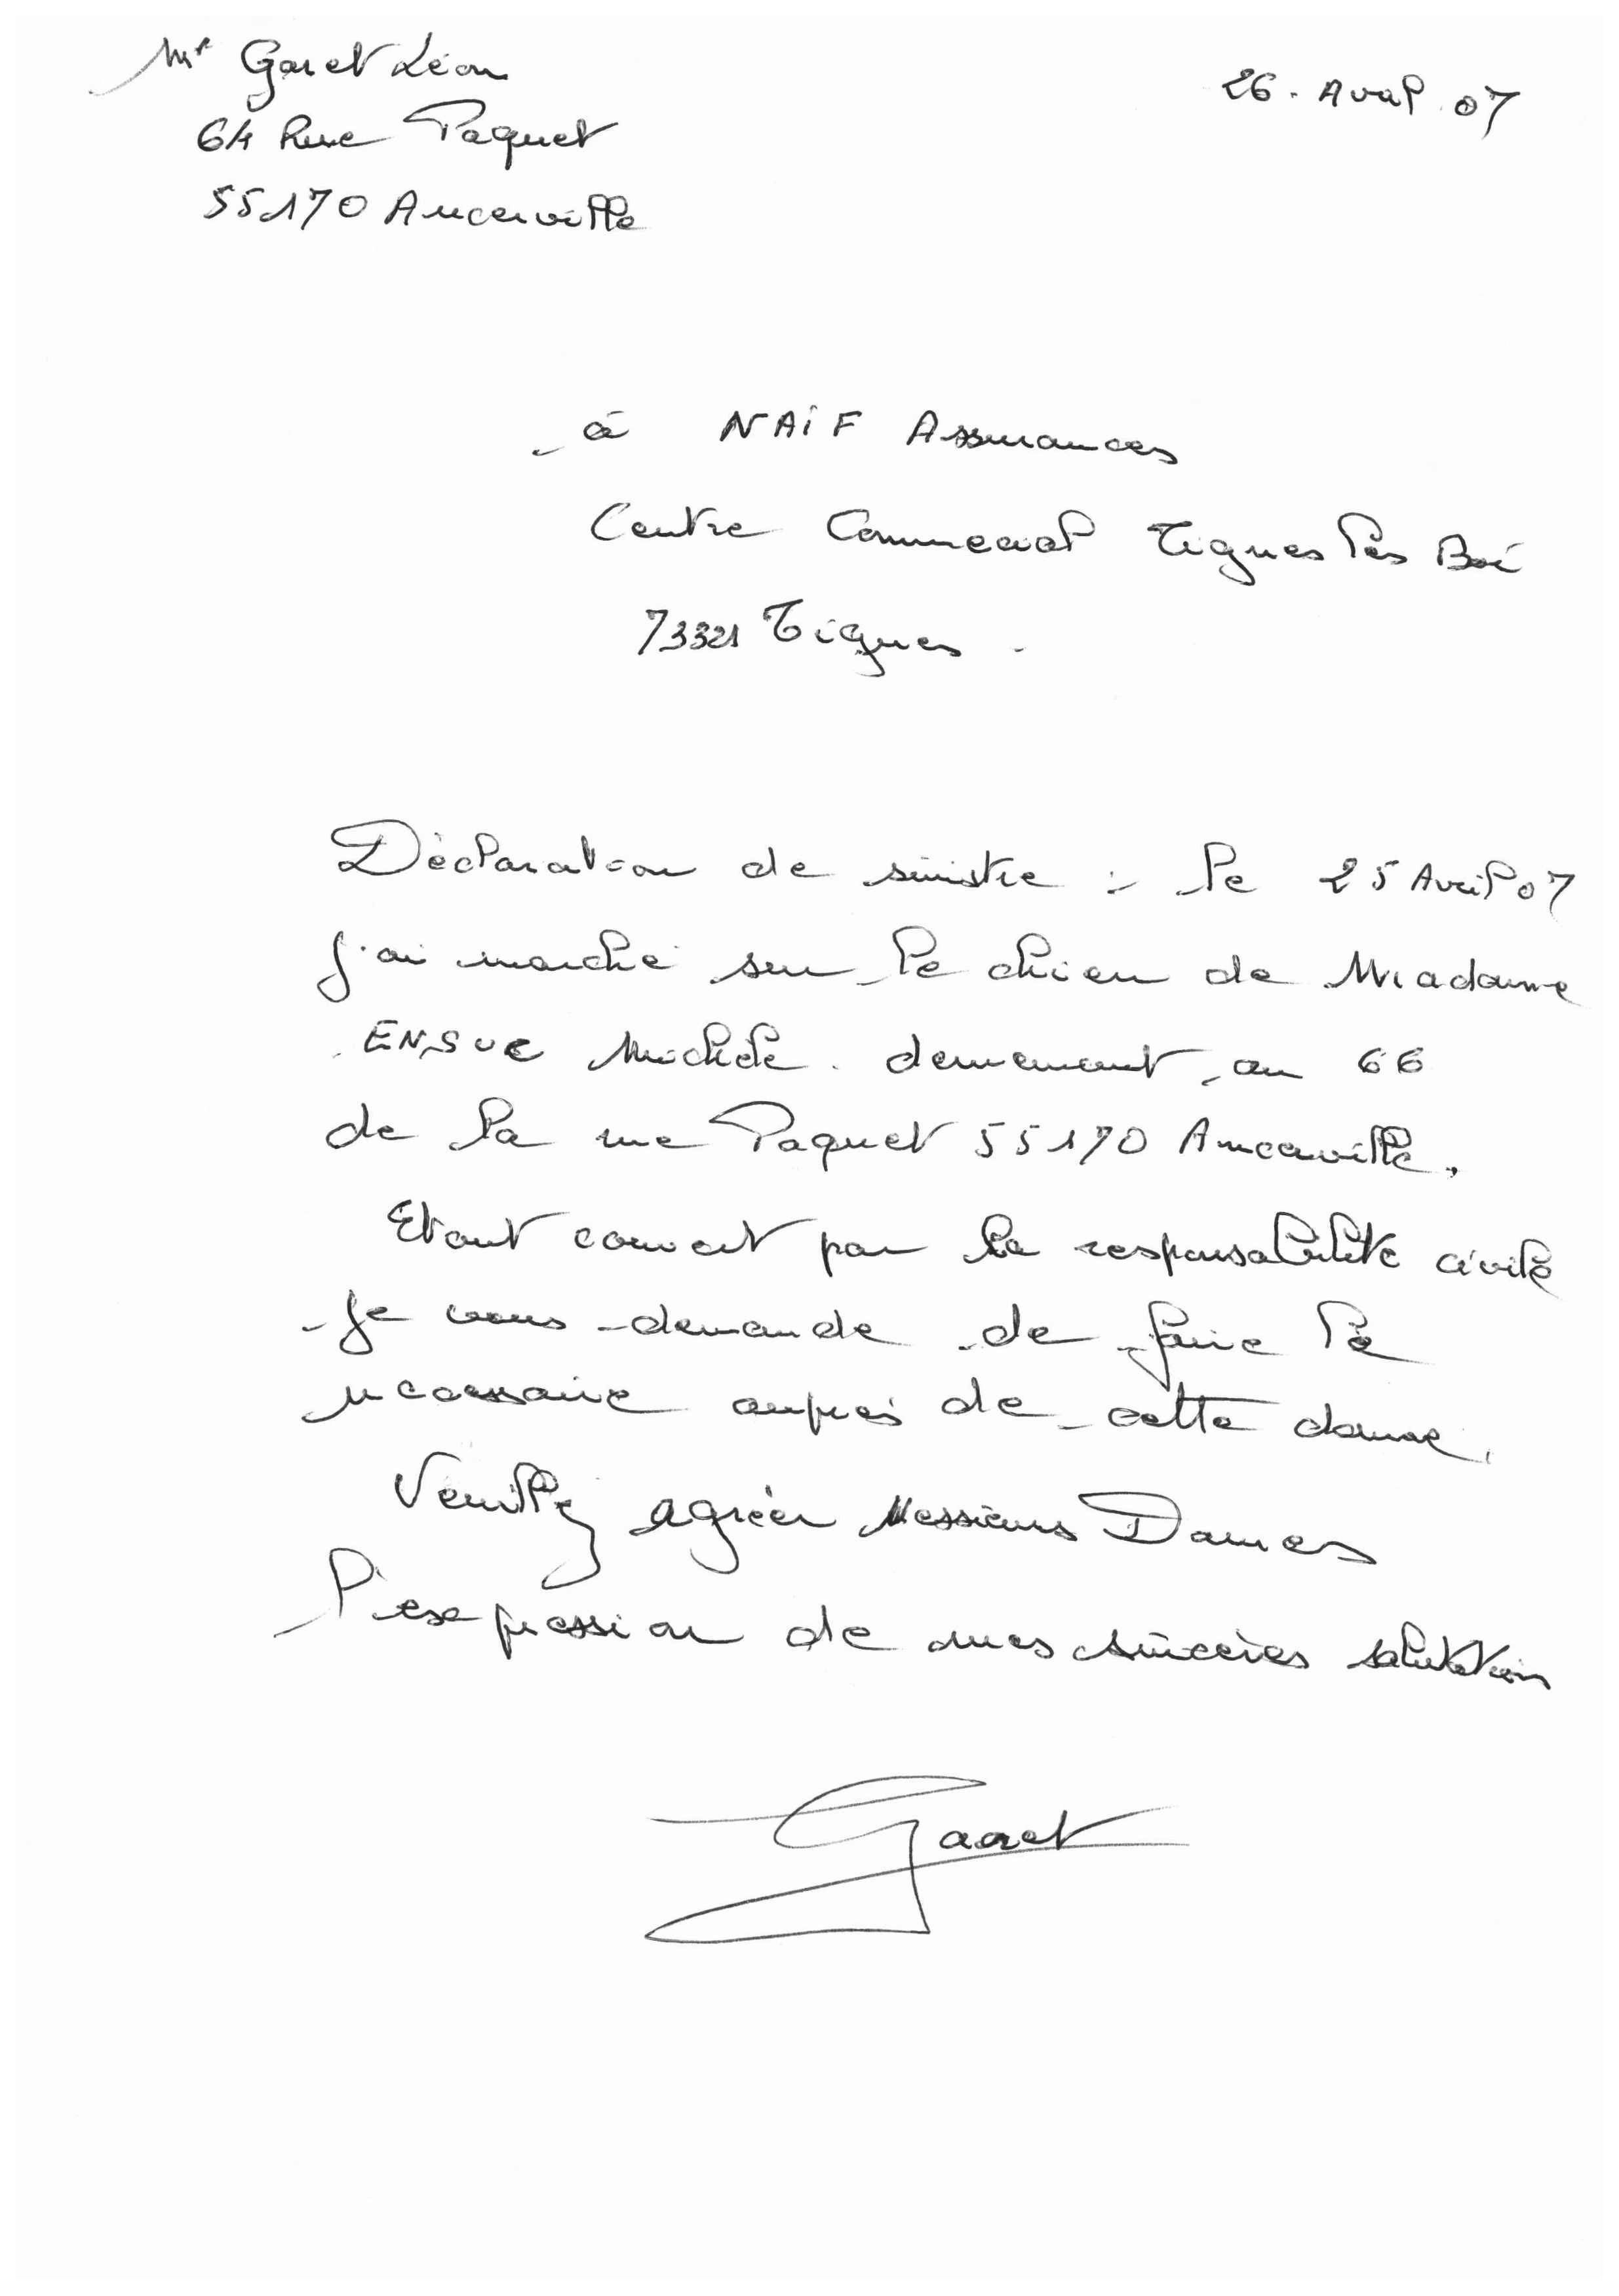 Mr Garet Léon
26. Avril 07
64 Rue Paquet
55170 Ancerville
à NAiF Assurances
Centre Commercial Tignes les Boi
73321 Tignes.
Déclaration de sinistre : le 25 Avril 07
j'ai marché sur le chien de Madame
ENSUE Michèle. demeurant au 66
de la rue Paquet 55170 Ancerville.
Etant couvert par la responsabilité civile
je vous demande de faire le
necessaire auprès de cette dame.
Veuillez agréer Messieurs Dames
l'expression de mes sincères salutations
Garet